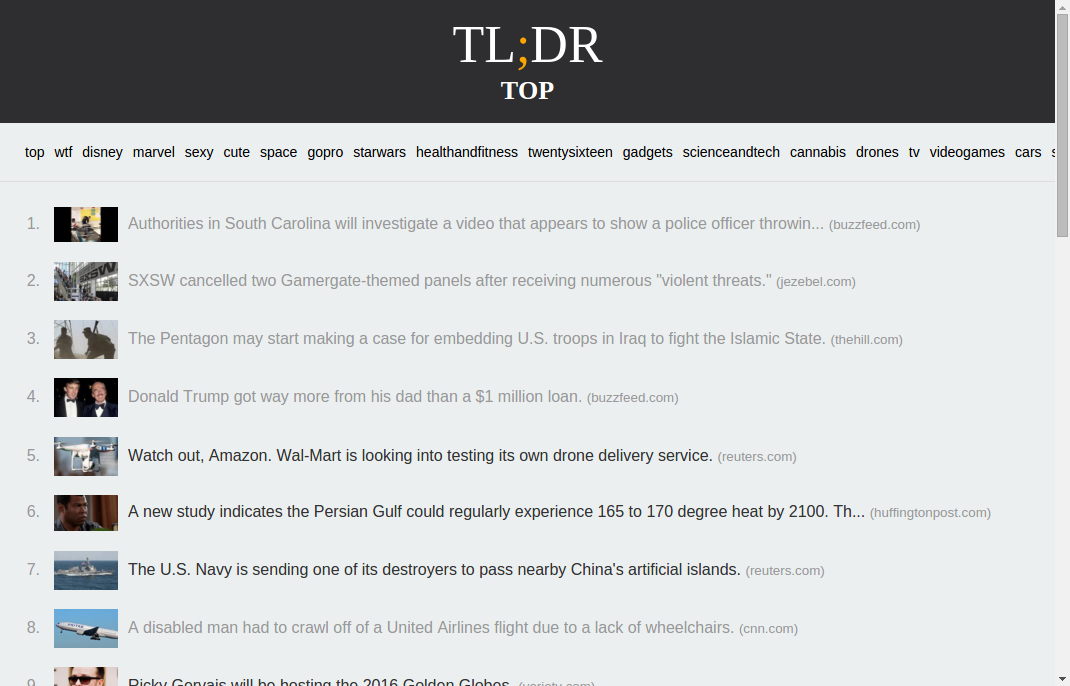 TL;DR
TOP
top wtf disney marvel sexy cute space gopro starwars healthandfitness twentysixteen gadgets scienceandtech cannabis drones tv videogames cars
1. Authorities in South Carolina will investigate a video that appears to show a police officer throwin... (buzzfeed.com)
SXSW
2. SXSW cancelled two Gamergate-themed panels after receiving numerous "violent threats." (jezebel.com)
3. The Pentagon may start making a case for embedding U.S. troops in Iraq to fight the Islamic State. (thehill.com)
4. Donald Trump got way more from his dad than a $1 million loan. (buzzfeed.com)
5. Watch out, Amazon. Wal-Mart is looking into testing its own drone delivery service. (reuters.com)
6. A new study indicates the Persian Gulf could regularly experience 165 to 170 degree heat by 2100. Th... (huffingtonpost.com)
7. The U.S. Navy is sending one of its destroyers to pass nearby China's artificial islands. (reuters.com)
UNITED
8. A disabled man had to crawl off of a United Airlines flight due to a lack of wheelchairs. (cnn.com)
9. Ricky Gervais will be hosting the 2016 Golden Globes. (variety.com)